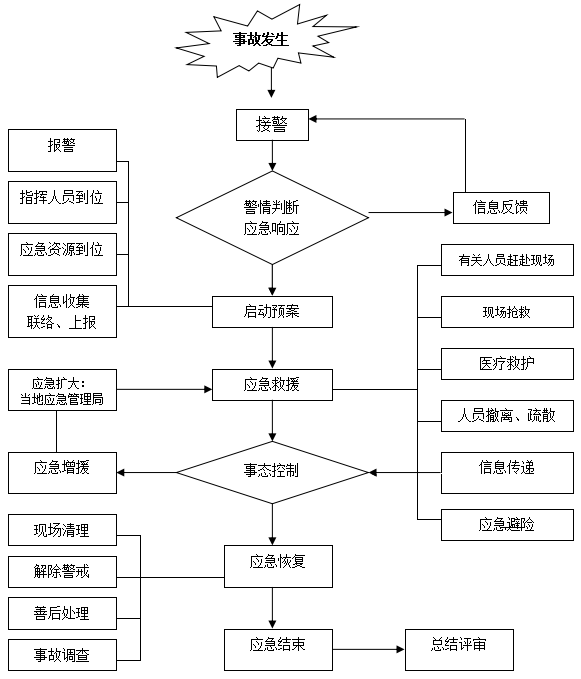 事故发生
接警
报警
警情判断
应急响应
信息反馈
指挥人员到位
应急资源到位
有关人员赶赴现场
信息收集
联络、上报
启动预案
现场抢救
医疗救护
应急扩大：
当地应急管理局
应急救援
人员撤离、疏散
应急增援
事态控制
信息传递
应急避险
现场清理
解除警戒
应急恢复
善后处理
事故调查
应急结束
总结评审